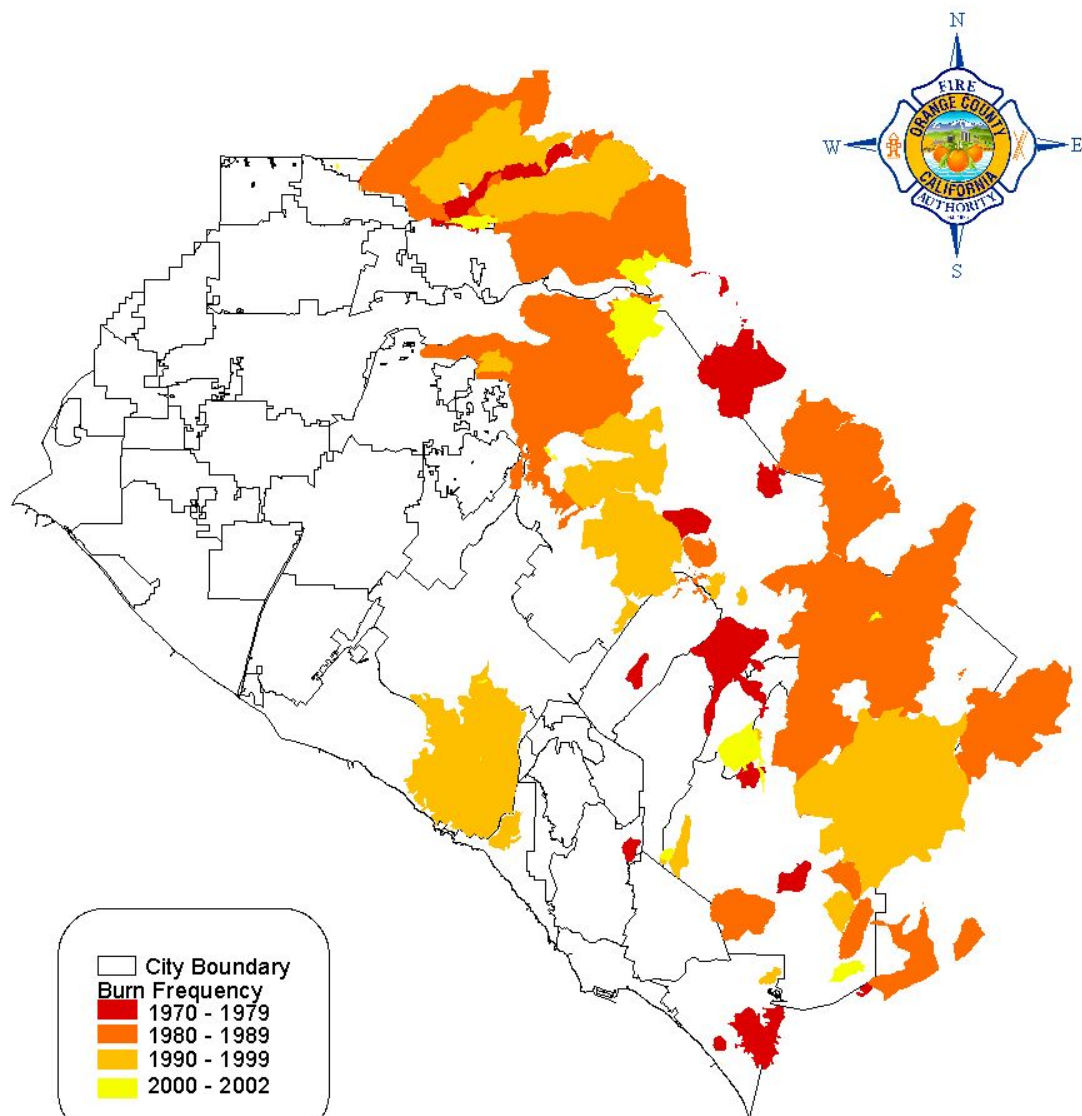 N
FIRE
ORANGE COUNTY
W
E
CALIFORNIA
AUTHORITY
S
City Boundary
Burn Frequency
1970 - 1979
1980 - 1989
1990 - 1999
2000 - 2002